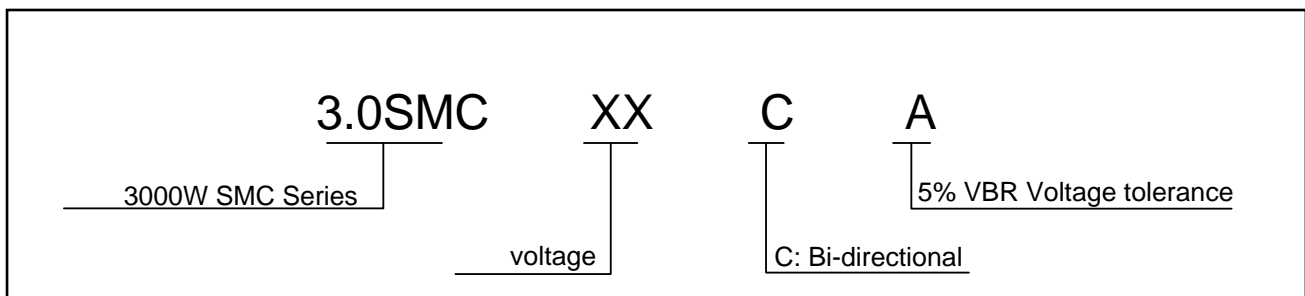 3.0SMC XX C A
3000W SMC Series
5% VBR Voltage tolerance
voltage
C: Bi-directional